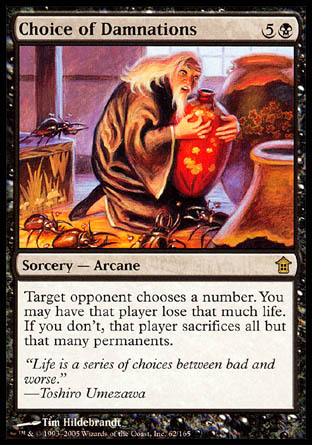 Choice of Damnations 5
Sorcery — Arcane
Target opponent chooses a number. You
may have that player lose that much life.
If you don't, that player sacrifices all but
that many permanents.
"Life is a series of choices between bad and
worse."
—Toshiro Umezawa
Tim Hildebrandt
™ & © 1993–2005 Wizards of the Coast, Inc. 62/165